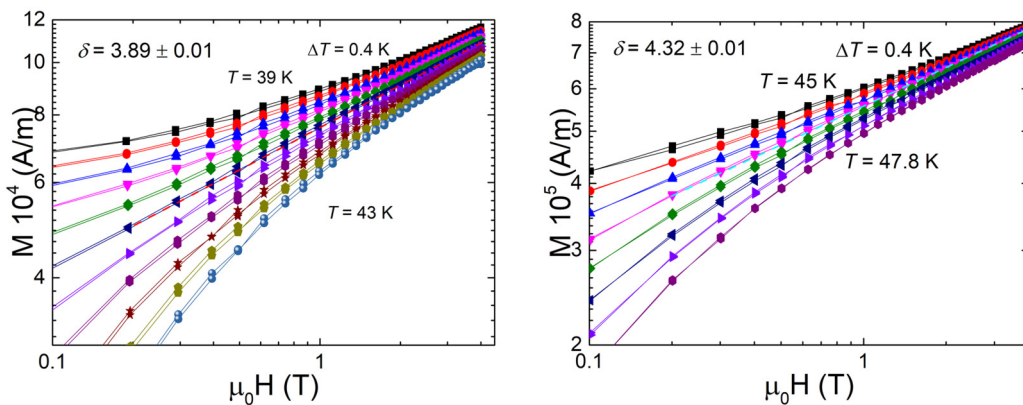 12
10
8
6
4
M 10⁴ (A/m)
δ = 3.89 ± 0.01
ΔT = 0.4 K
T = 39 K
T = 43 K
0.1
1
μ₀H (T)
8
7
6
5
4
3
2
M 10⁵ (A/m)
δ = 4.32 ± 0.01
ΔT = 0.4 K
T = 45 K
T = 47.8 K
0.1
1
μ₀H (T)